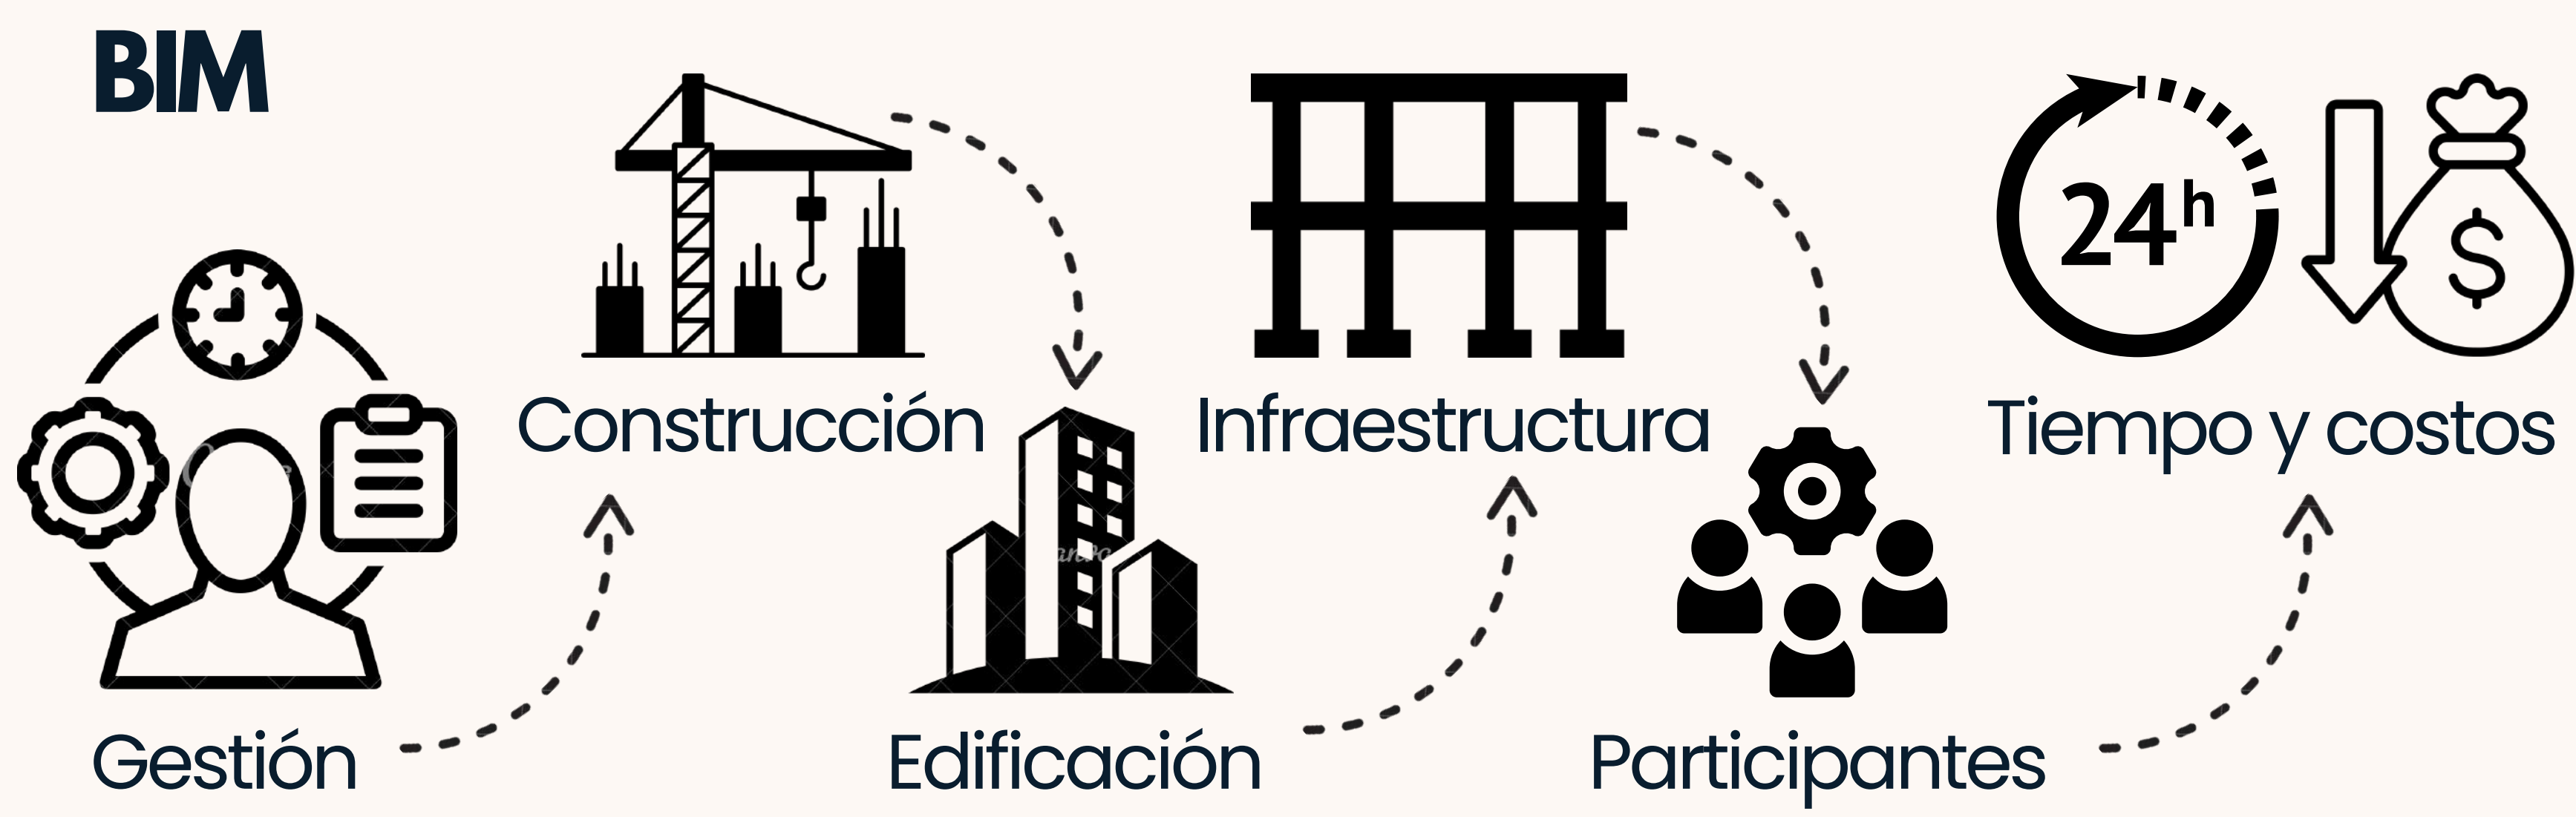 BIM
24h
$
Construcción
Infraestructura
Tiempo y costos
Gestión
Edificación
Participantes